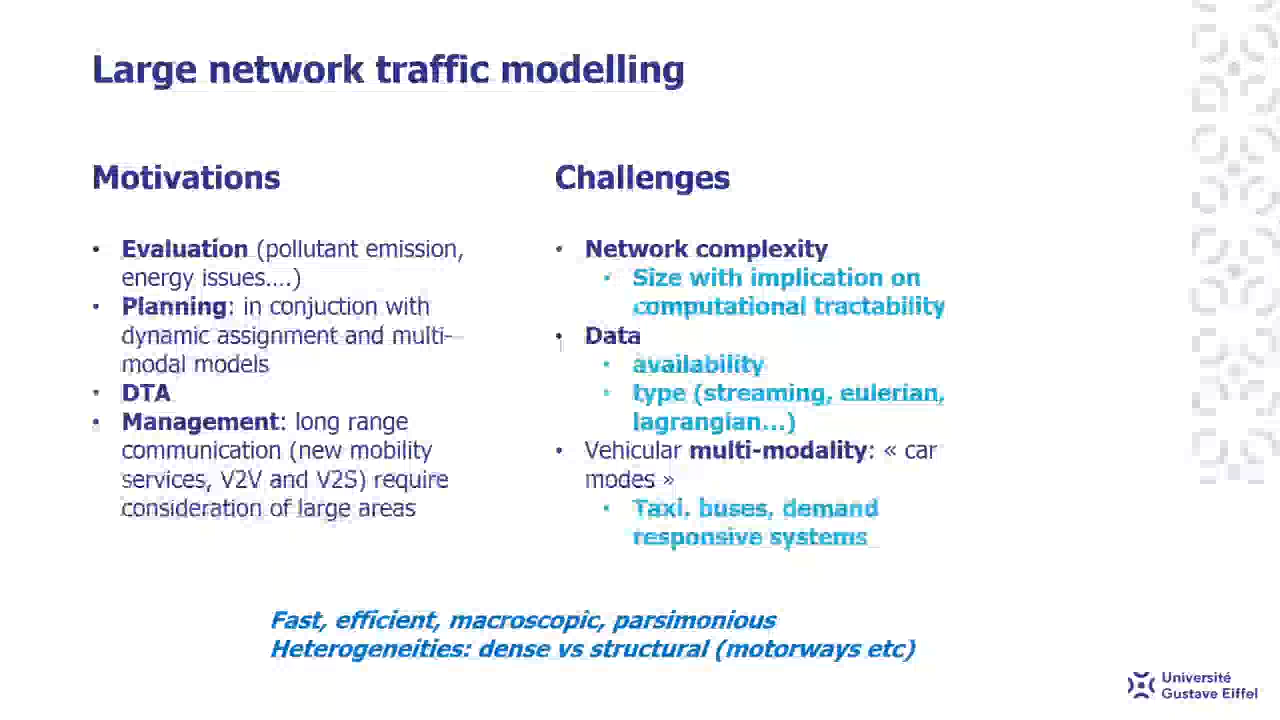 Large network traffic modelling
Motivations
• Evaluation (pollutant emission,
energy issues....)
• Planning: in conjuction with
dynamic assignment and multi-
modal models
• DTA
• Management: long range
communication (new mobility
services, V2V and V2S) require
consideration of large areas
Challenges
• Network complexity
• Size with implication on
computational tractability
• Data
• availability
• type (streaming, eulerian,
lagrangian...)
• Vehicular multi-modality: « car
modes »
• Taxi, buses, demand
responsive systems
Fast, efficient, macroscopic, parsimonious
Heterogeneities: dense vs structural (motorways etc)
Université
Gustave Eiffel